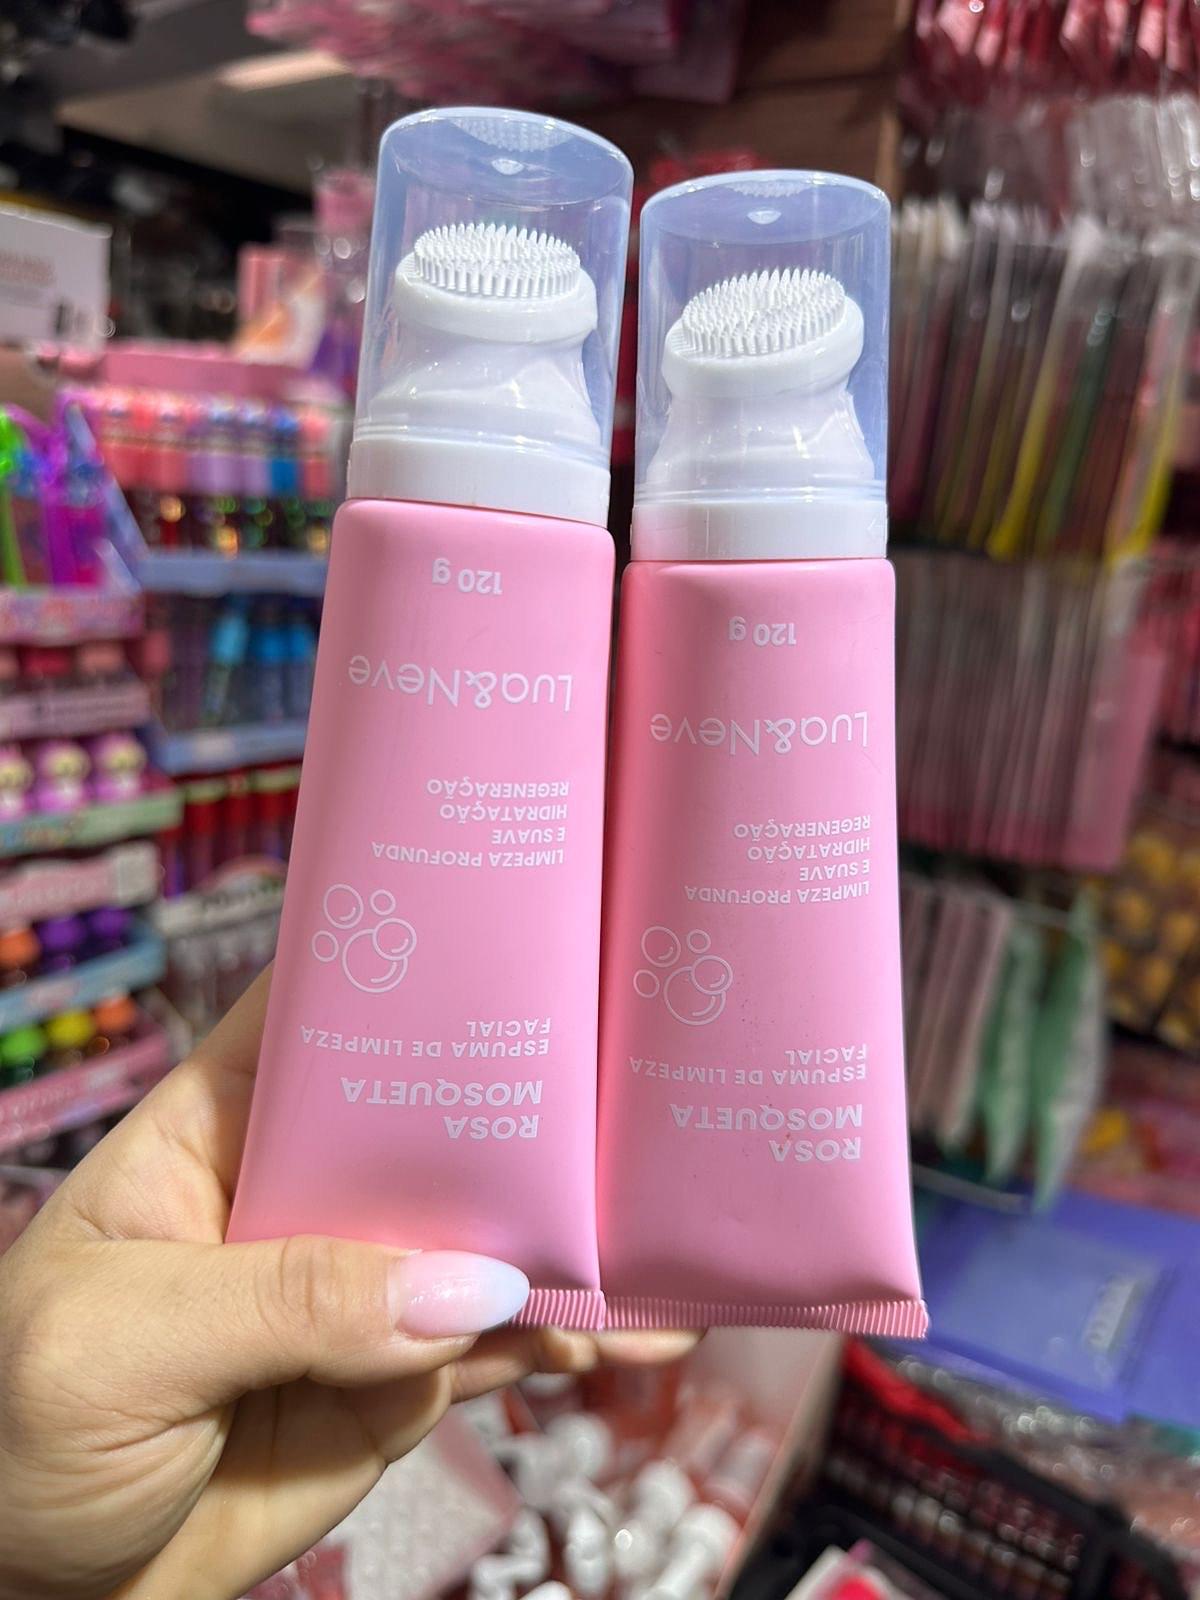 ROSA
MOSQUETA
ESPUMA DE LIMPEZA
FACIAL
LIMPEZA PROFUNDA
E SUAVE
HIDRATAÇÃO
REGENERAÇÃO
Lua&Neve
120 g
ROSA
MOSQUETA
ESPUMA DE LIMPEZA
FACIAL
LIMPEZA PROFUNDA
E SUAVE
HIDRATAÇÃO
REGENERAÇÃO
Lua&Neve
120 g